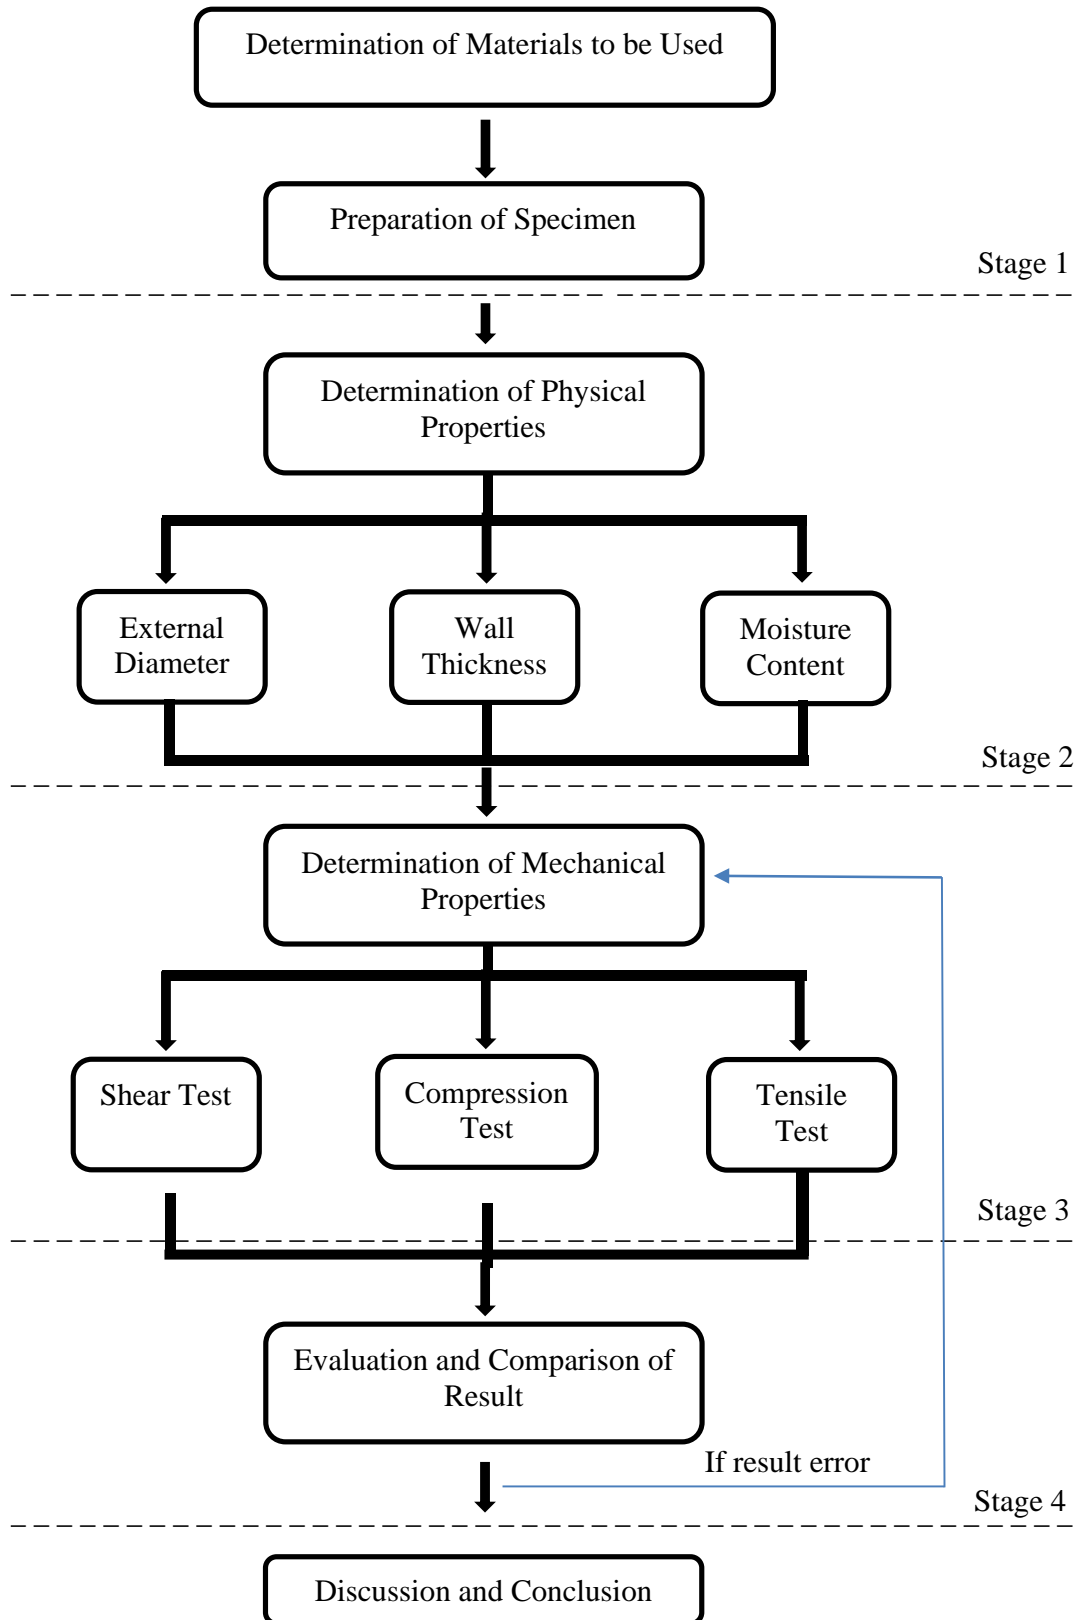 Determination of Materials to be Used
Preparation of Specimen
Stage 1
Determination of Physical
Properties
External
Diameter
Wall
Thickness
Moisture
Content
Stage 2
Determination of Mechanical
Properties
Shear Test
Compression
Test
Tensile
Test
Stage 3
Evaluation and Comparison of
Result
If result error
Stage 4
Discussion and Conclusion